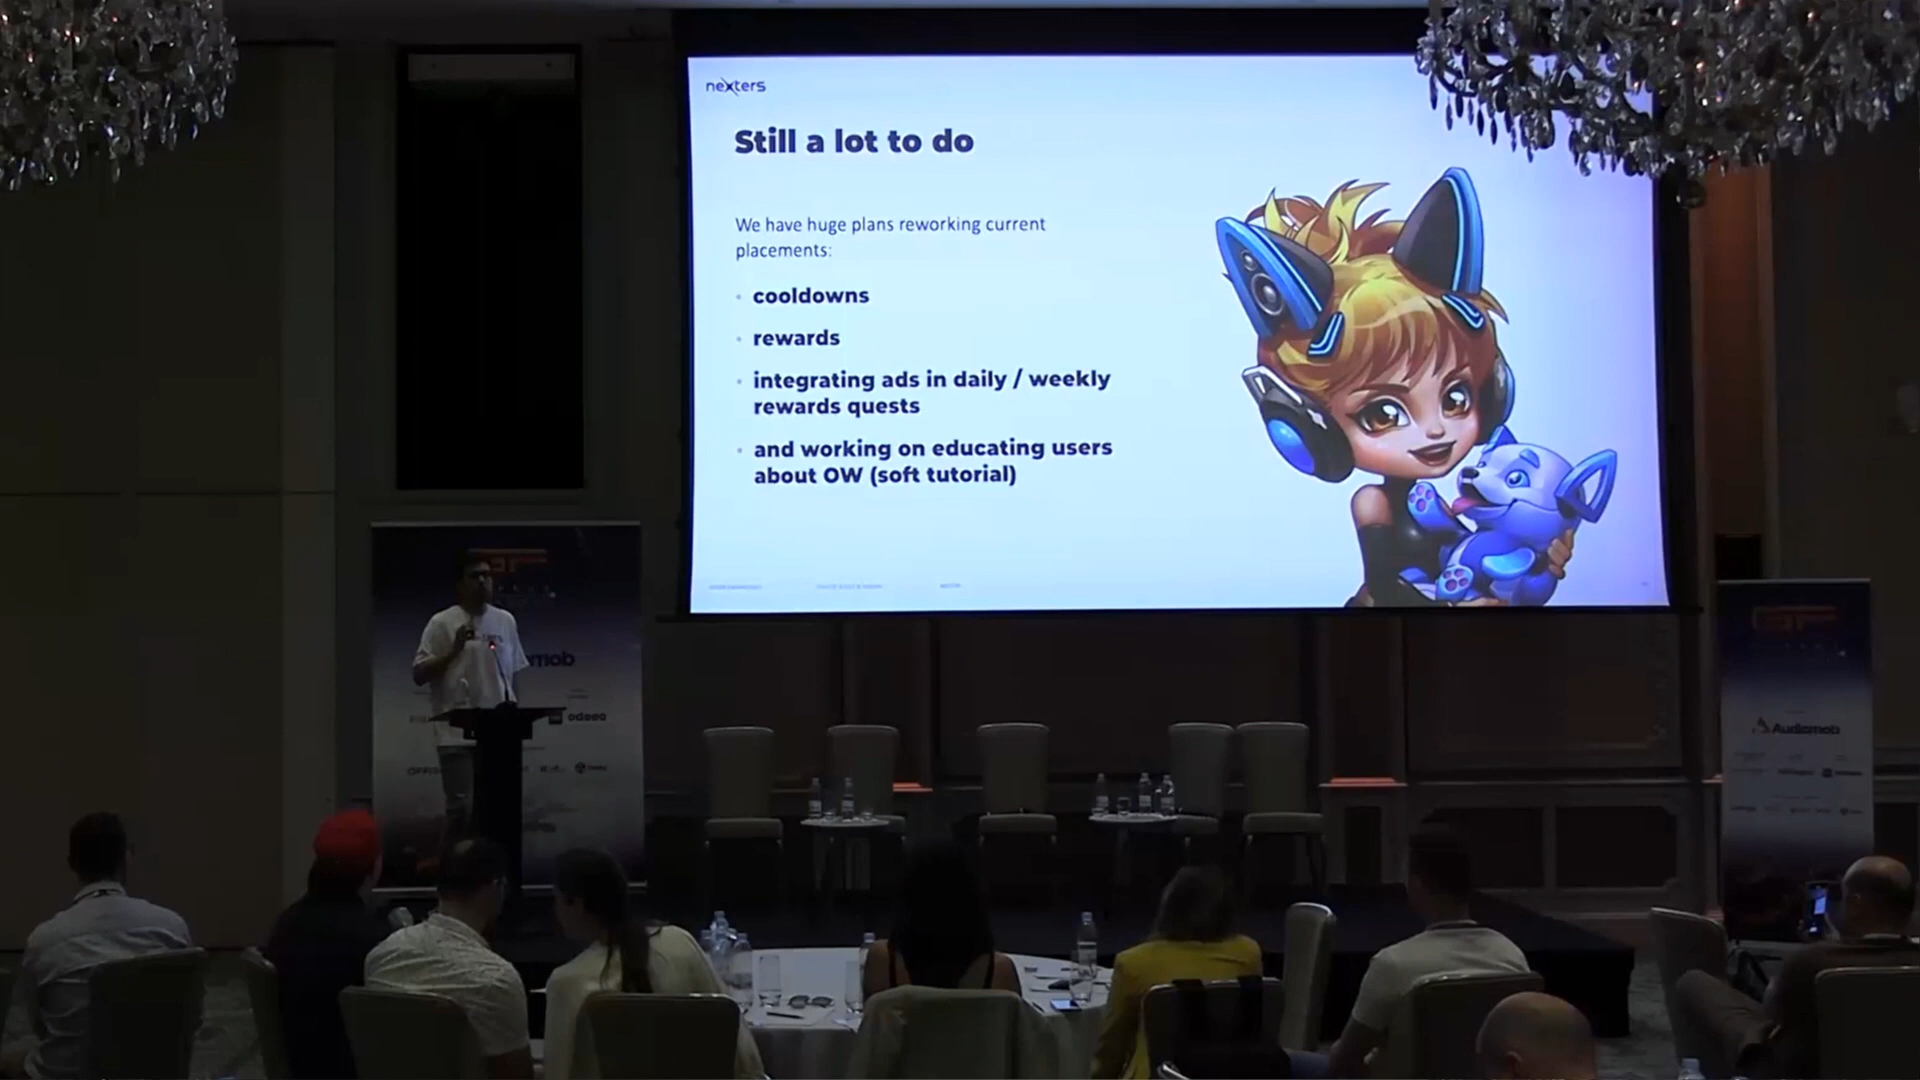 nexters
Still a lot to do
We have huge plans reworking current
placements:
• cooldowns
• rewards
• integrating ads in daily / weekly
rewards quests
• and working on educating users
about OW (soft tutorial)
odeeo
Audiomob